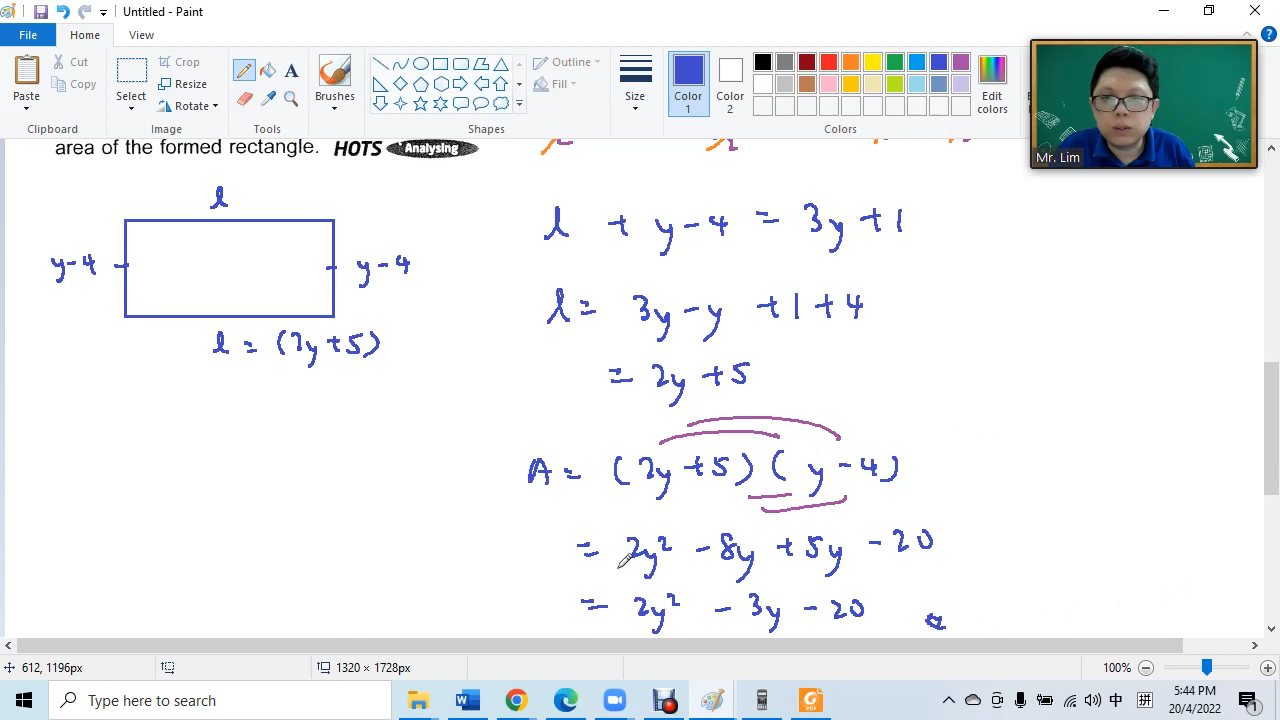 Untitled - Paint
File
Home
View
Paste
Cut
Copy
Clipboard
Select
Crop
Resize
Rotate
Image
Tools
Brushes
Outline
Fill
Shapes
Size
Color 1
Color 2
Colors
Edit colors
Mr. Lim
area of the formed rectangle. HOTS Analysing
l
y-4
y-4
l = (2y+5)
l + y-4 = 3y+1
l = 3y-y +1+4
= 2y+5
A = (2y+5)(y-4)
= 2y² -8y +5y -20
= 2y² -3y -20
612, 1196px
1320 × 1728px
100%
Type here to search
中
拼
5:44 PM
20/4/2022
1